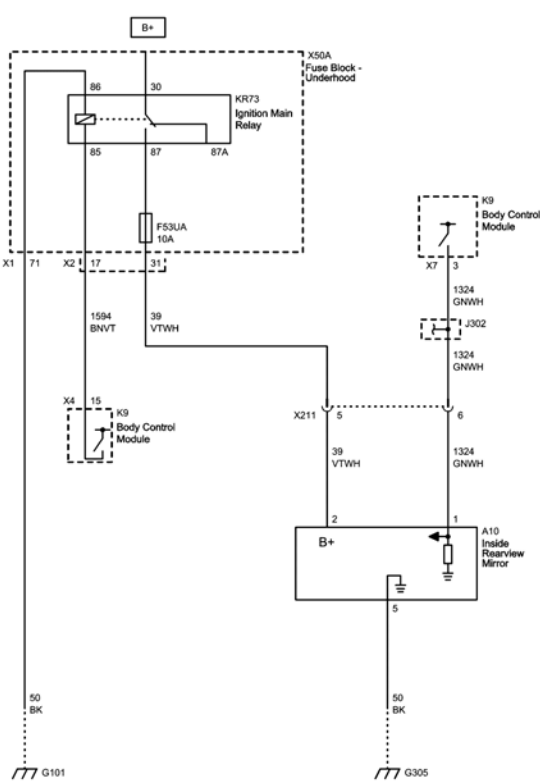 B+
X50A
Fuse Block -
Underhood
86
30
KR73
Ignition Main
Relay
85
87
87A
F53UA
10A
K9
Body Control
Module
X1
71
X2
17
31
X7
3
1594
BNVT
39
VTWH
1324
GNWH
J302
1324
GNWH
X4
15
K9
Body Control
Module
X211
5
6
39
VTWH
1324
GNWH
2
1
A10
Inside
Rearview
Mirror
B+
5
50
BK
50
BK
G101
G305